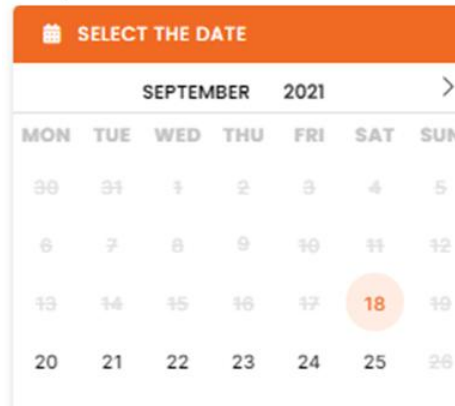 SELECT THE DATE
SEPTEMBER 2021
MON TUE WED THU FRI SAT SUN
30 31 1 2 3 4 5
6 7 8 9 10 11 12
13 14 15 16 17 18 19
20 21 22 23 24 25 26